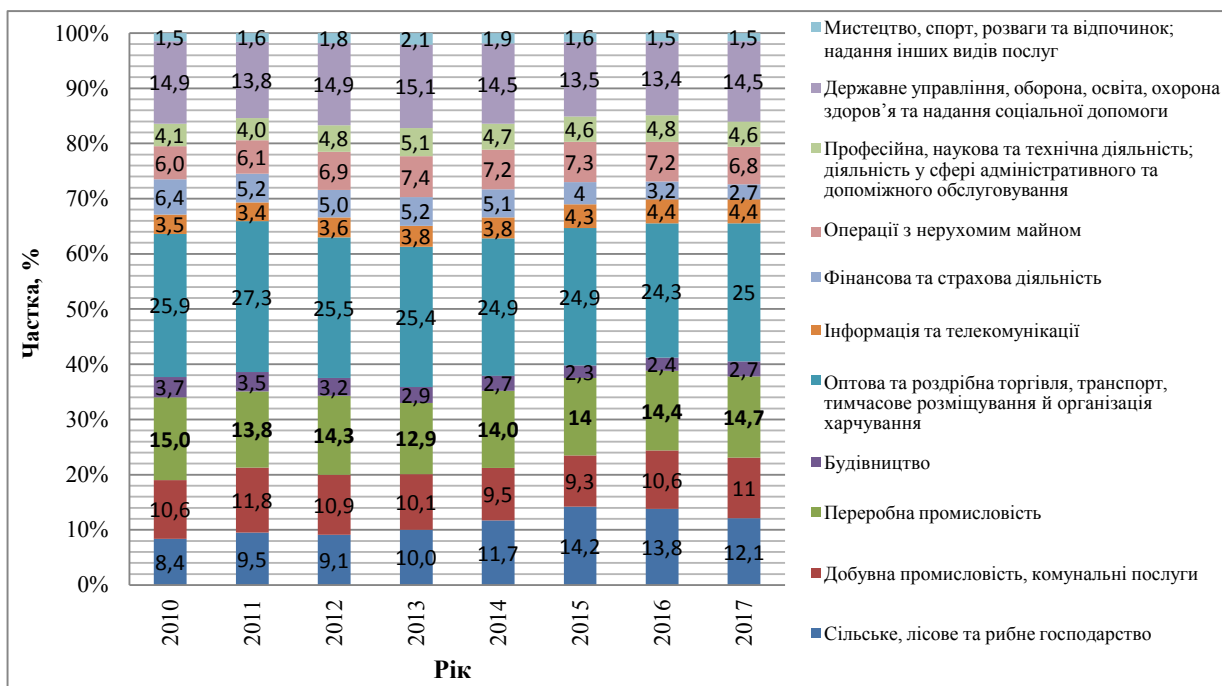 100%
90%
80%
70%
60%
50%
40%
30%
20%
10%
0%
Частка, %
1,5 1,6 1,8 2,1 1,9 1,6 1,5 1,5
14,9 13,8 14,9 15,1 14,5 13,5 13,4 14,5
4,1 4,0 4,8 5,1 4,7 4,6 4,8 4,6
6,0 6,1 6,9 7,4 7,2 7,3 7,2 6,8
6,4 5,2 5,0 5,2 5,1 4 3,2 2,7
3,5 3,4 3,6 3,8 3,8 4,3 4,4 4,4
25,9 27,3 25,5 25,4 24,9 24,9 24,3 25
3,7 3,5 3,2 2,9 2,7 2,3 2,4 2,7
15,0 13,8 14,3 12,9 14,0 14 14,4 14,7
10,6 11,8 10,9 10,1 9,5 9,3 10,6 11
8,4 9,5 9,1 10,0 11,7 14,2 13,8 12,1
2010 2011 2012 2013 2014 2015 2016 2017
Рік
Мистецтво, спорт, розваги та відпочинок;
надання інших видів послуг
Державне управління, оборона, освіта, охорона
здоров’я та надання соціальної допомоги
Професійна, наукова та технічна діяльність;
діяльність у сфері адміністративного та
допоміжного обслуговування
Операції з нерухомим майном
Фінансова та страхова діяльність
Інформація та телекомунікації
Оптова та роздрібна торгівля, транспорт,
тимчасове розміщування й організація
харчування
Будівництво
Переробна промисловість
Добувна промисловість, комунальні послуги
Сільське, лісове та рибне господарство